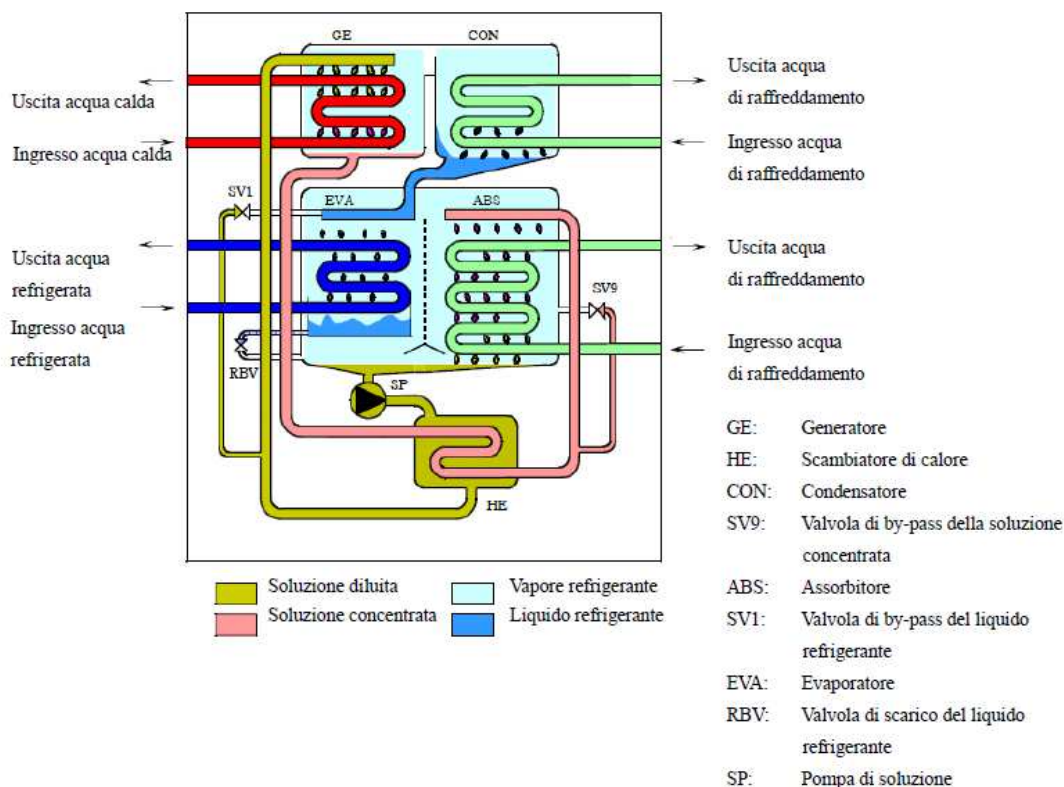 GE
CON
Uscita acqua calda
Ingresso acqua calda
Uscita acqua
di raffreddamento
Ingresso acqua
di raffreddamento
SV1
EVA
ABS
Uscita acqua
refrigerata
Ingresso acqua
refrigerata
RBV
SP
HE
SV9
Uscita acqua
di raffreddamento
Ingresso acqua
di raffreddamento
Soluzione diluita
Soluzione concentrata
Vapore refrigerante
Liquido refrigerante
GE: Generatore
HE: Scambiatore di calore
CON: Condensatore
SV9: Valvola di by-pass della soluzione
concentrata
ABS: Assorbitore
SV1: Valvola di by-pass del liquido
refrigerante
EVA: Evaporatore
RBV: Valvola di scarico del liquido
refrigerante
SP: Pompa di soluzione